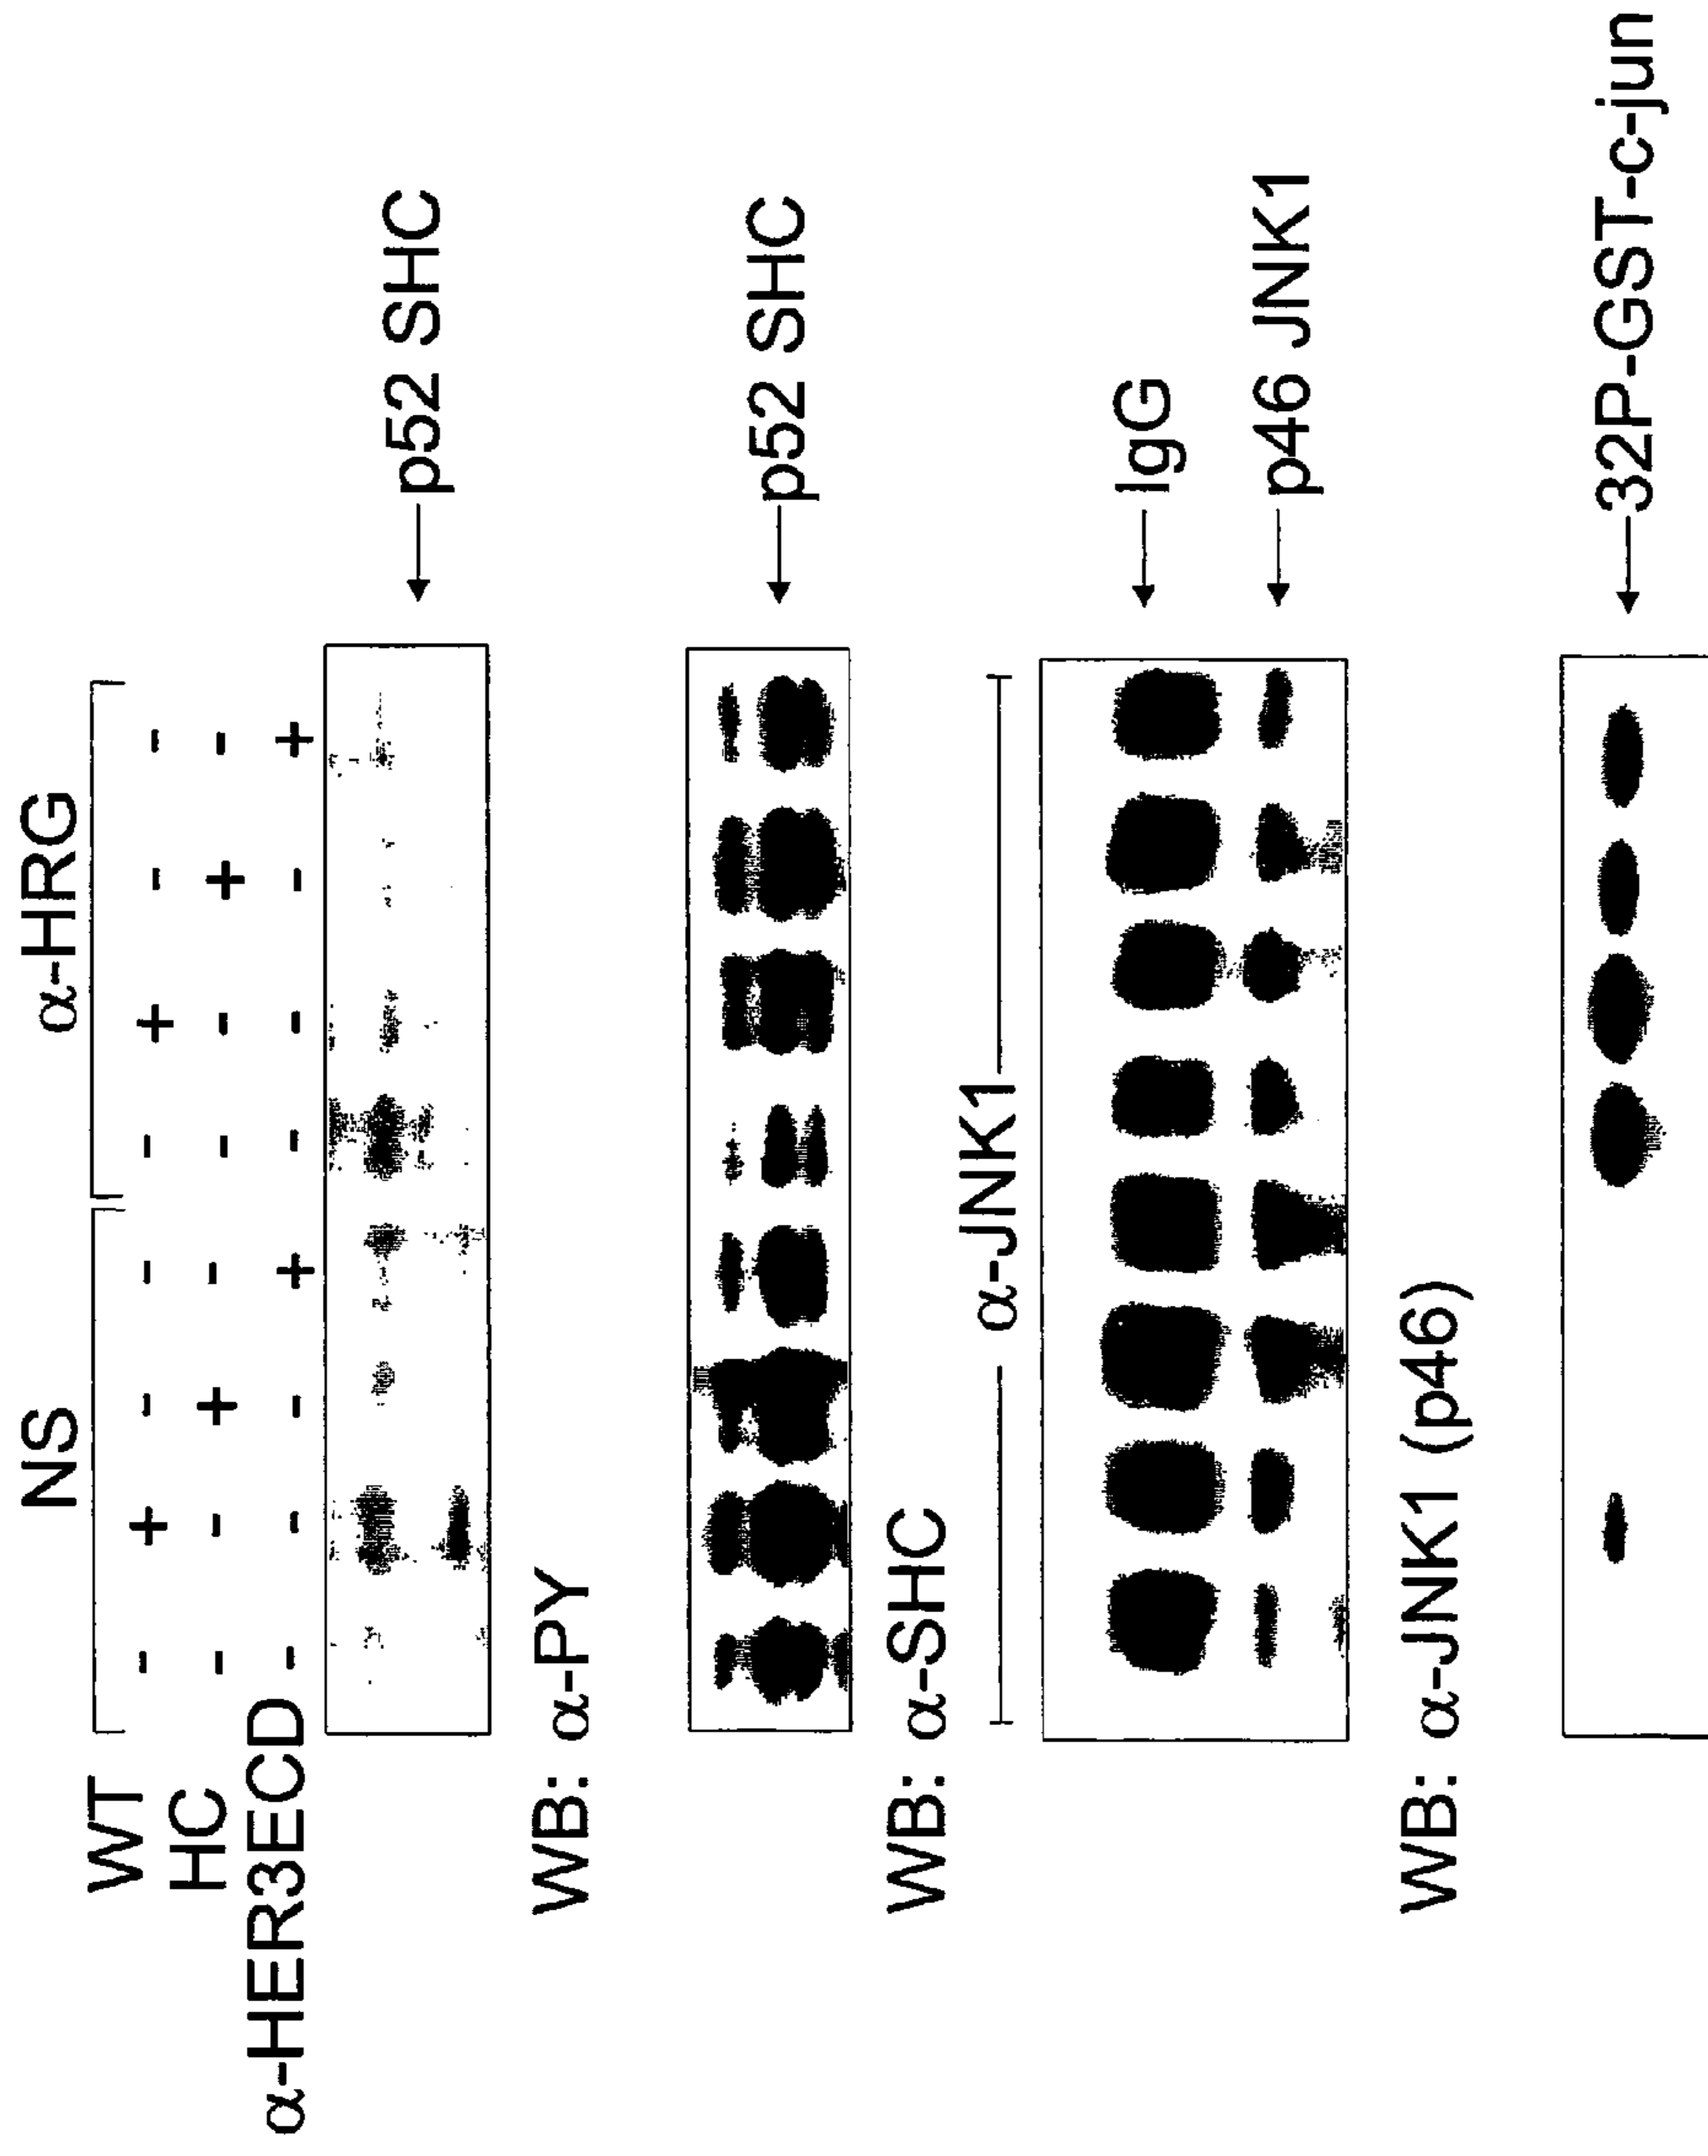 NS α-HRG
WT - + - - - + - -
HC - - + - - - + -
α-HER3ECD - - - + - - - +
←p52 SHC
WB: α-PY
←p52 SHC
WB: α-SHC
α-JNK1
←IgG
←p46 JNK1
WB: α-JNK1 (p46)
←32P-GST-c-jun